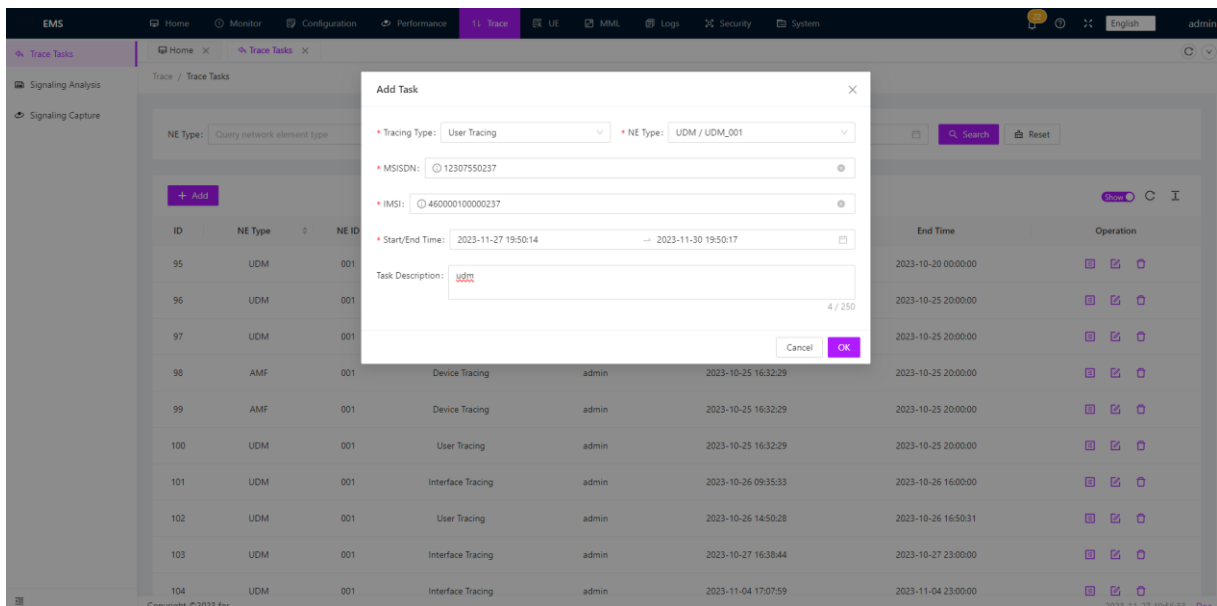 EMS Home Monitor Configuration Performance Trace UE MML Logs Security System 22 English admin
Trace Tasks Home Trace Tasks
Signaling Analysis Trace / Trace Tasks
Signaling Capture
Add Task
NE Type: Query network element type Search Reset
* Tracing Type: User Tracing * NE Type: UDM / UDM_001
* MSISDN: 12307550237
* IMSI: 460000100000237
* Start/End Time: 2023-11-27 19:50:14 → 2023-11-30 19:50:17
Task Description: udm
4 / 250
Cancel OK
+ Add Show
ID NE Type NE ID End Time Operation
95 UDM 001 2023-10-20 00:00:00
96 UDM 001 2023-10-25 20:00:00
97 UDM 001 2023-10-25 20:00:00
98 AMF 001 Device Tracing admin 2023-10-25 16:32:29 2023-10-25 20:00:00
99 AMF 001 Device Tracing admin 2023-10-25 16:32:29 2023-10-25 20:00:00
100 UDM 001 User Tracing admin 2023-10-25 16:32:29 2023-10-25 20:00:00
101 UDM 001 Interface Tracing admin 2023-10-26 09:35:33 2023-10-26 16:00:00
102 UDM 001 User Tracing admin 2023-10-26 14:50:28 2023-10-26 16:50:31
103 UDM 001 Interface Tracing admin 2023-10-27 16:38:44 2023-10-27 23:00:00
104 UDM 001 Interface Tracing admin 2023-11-04 17:07:59 2023-11-04 23:00:00
Copyright ©2023 for